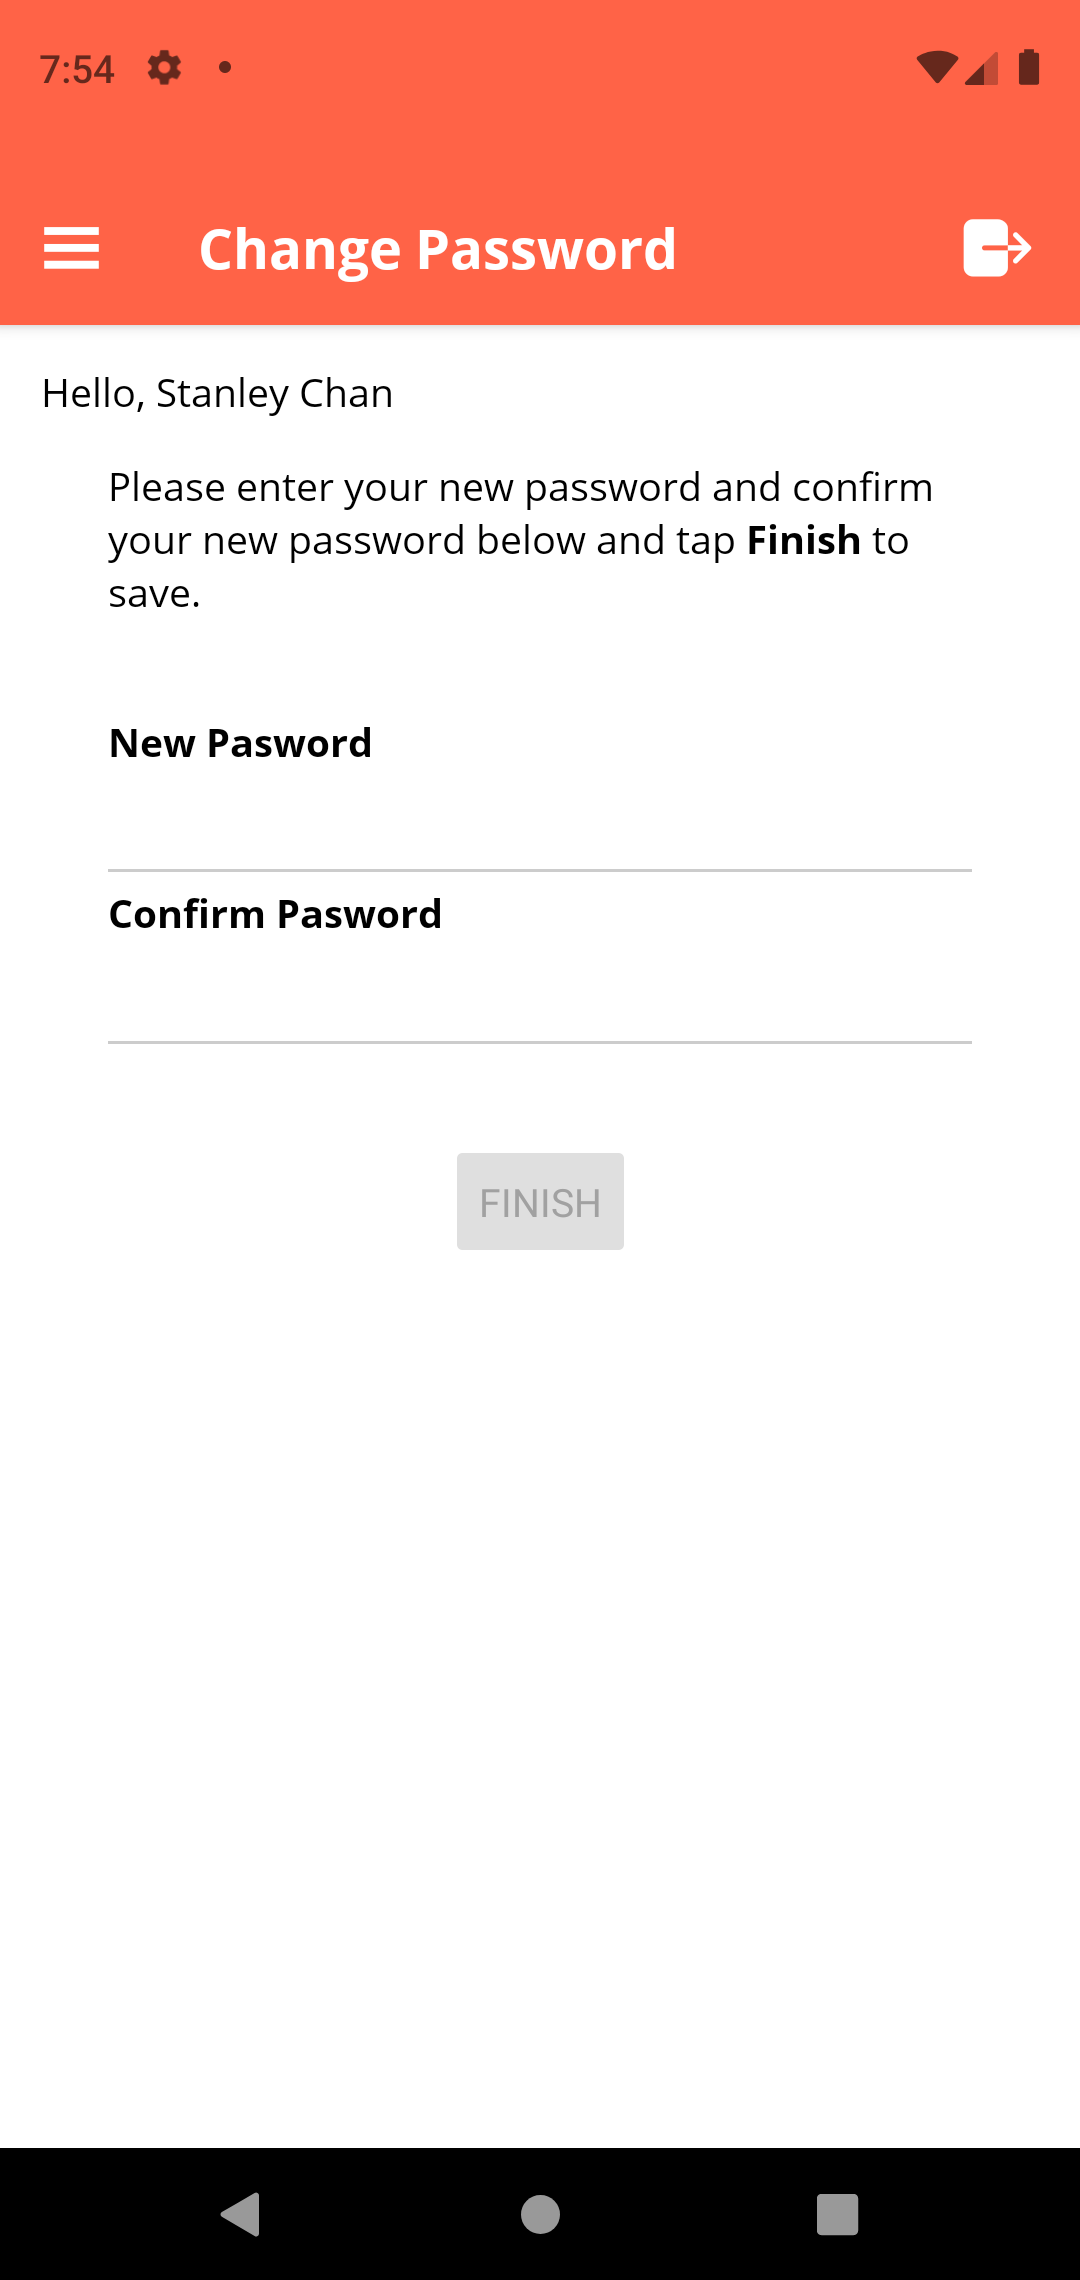 7:54
Change Password
Hello, Stanley Chan
Please enter your new password and confirm
your new password below and tap Finish to
save.
New Pasword
Confirm Pasword
FINISH